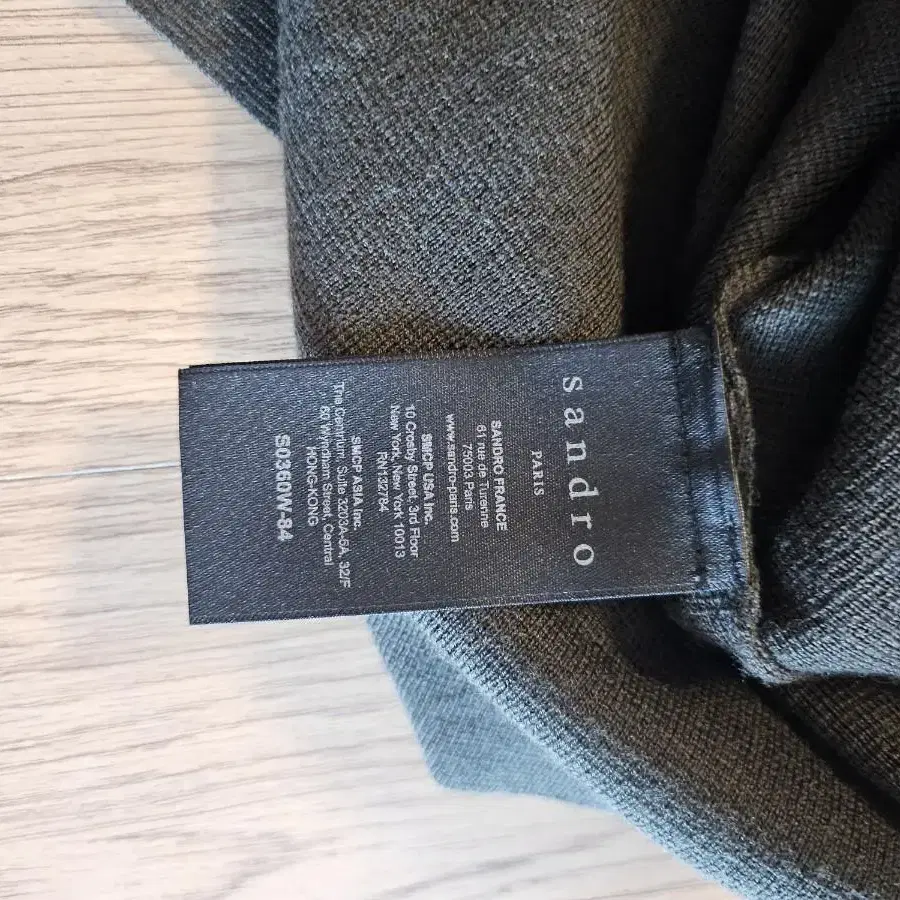 sandro
PARIS
SANDRO FRANCE
61 rue de Turenne
75003 Paris
www.sandro-paris.com
SMCP USA Inc.
10 Crosby Street, 3rd Floor
New York, New York 10013
RN132784
SMCP ASIA Inc.
The Centrium, Suite 3203A-5A, 32/F
60 Wyndham Street, Central
HONG-KONG
S0360W-84